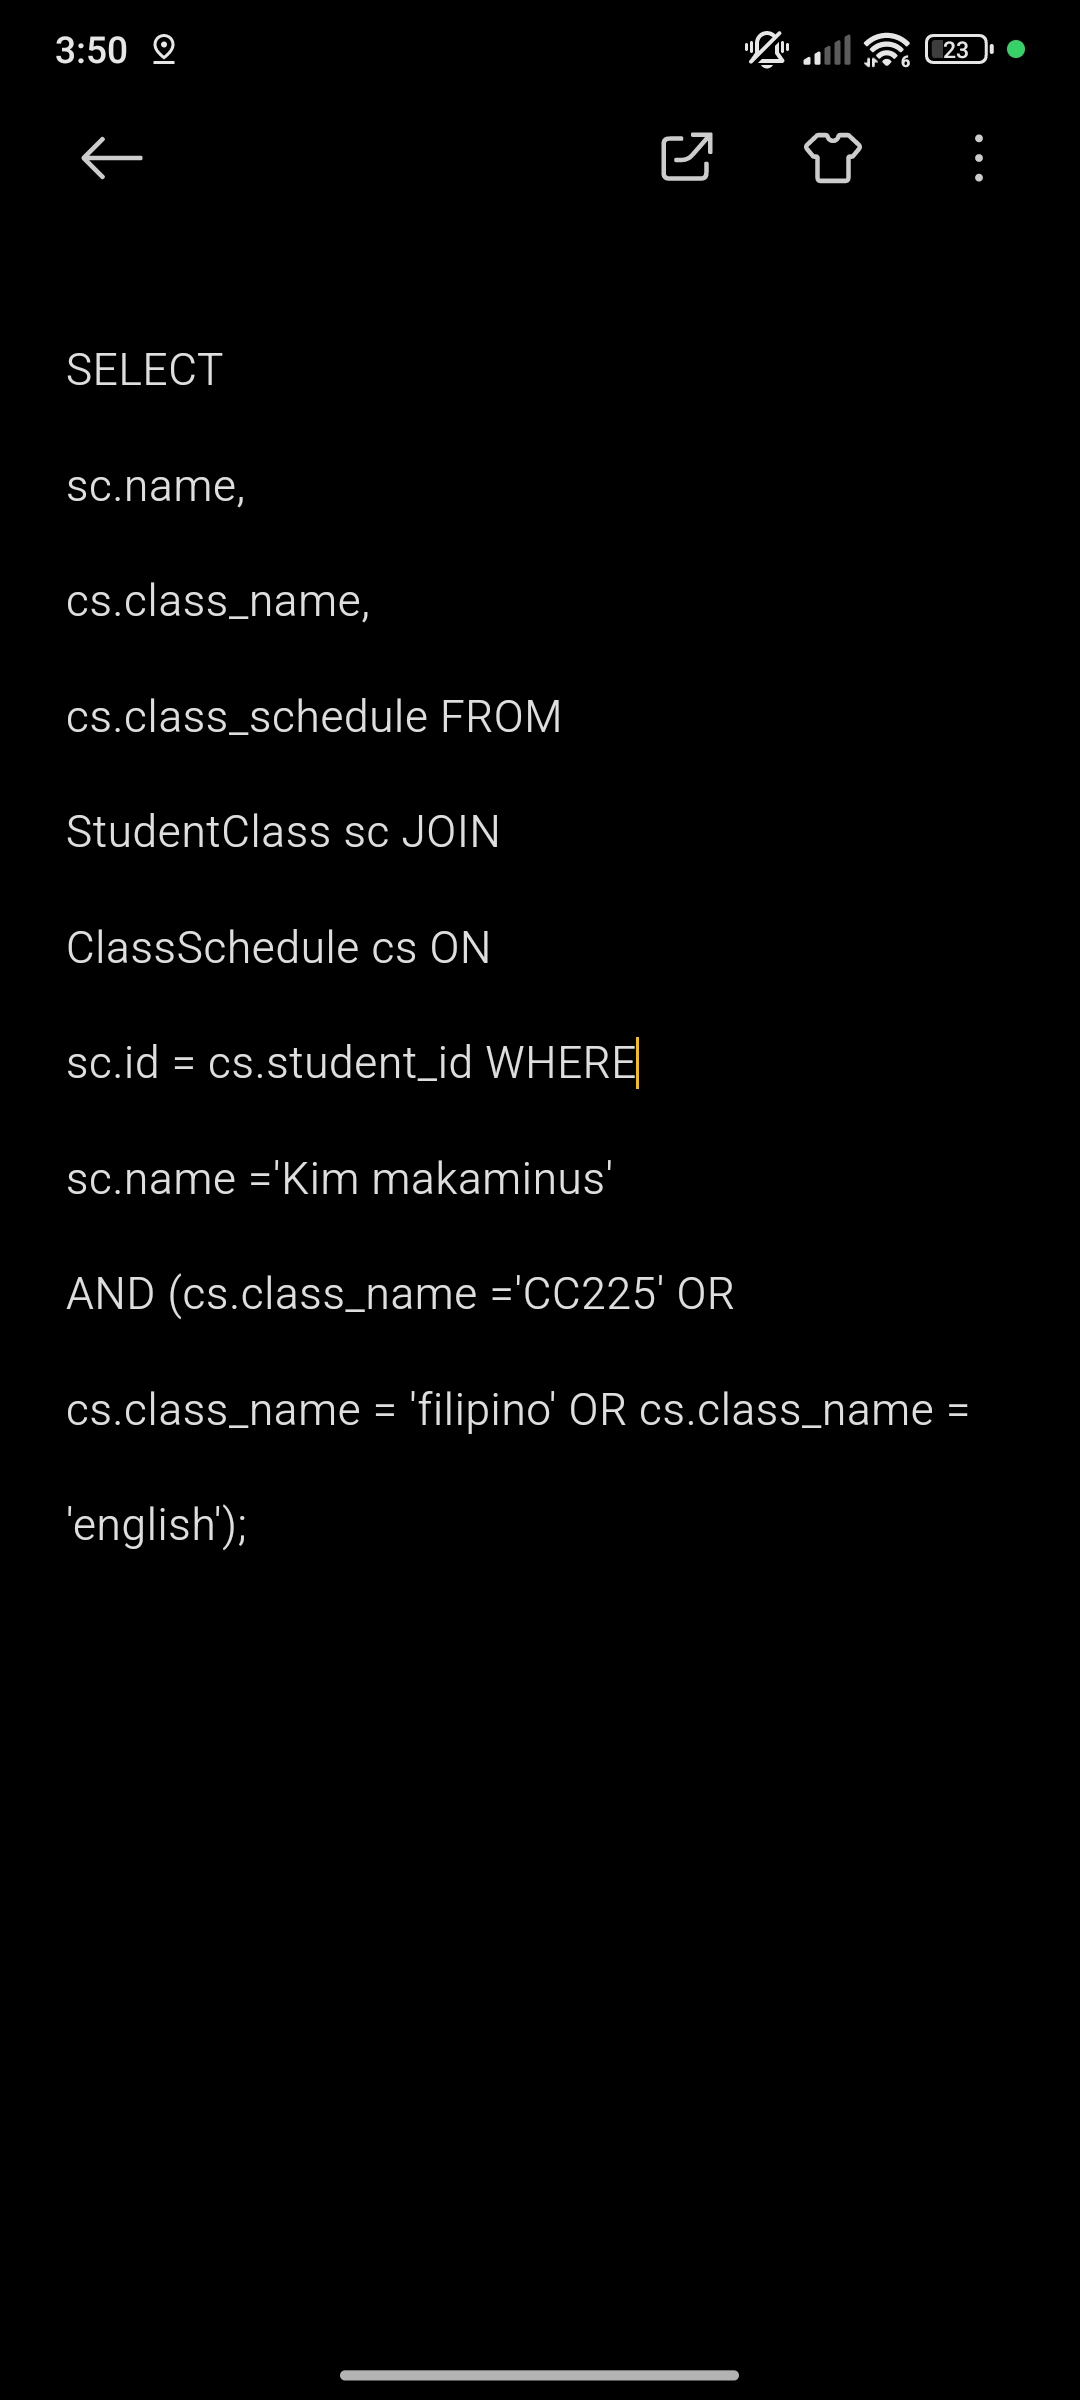 3:50
6
23
SELECT
sc.name,
cs.class_name,
cs.class_schedule FROM
StudentClass sc JOIN
ClassSchedule cs ON
sc.id = cs.student_id WHERE
sc.name ='Kim makaminus'
AND (cs.class_name ='CC225' OR
cs.class_name = 'filipino' OR cs.class_name =
'english');